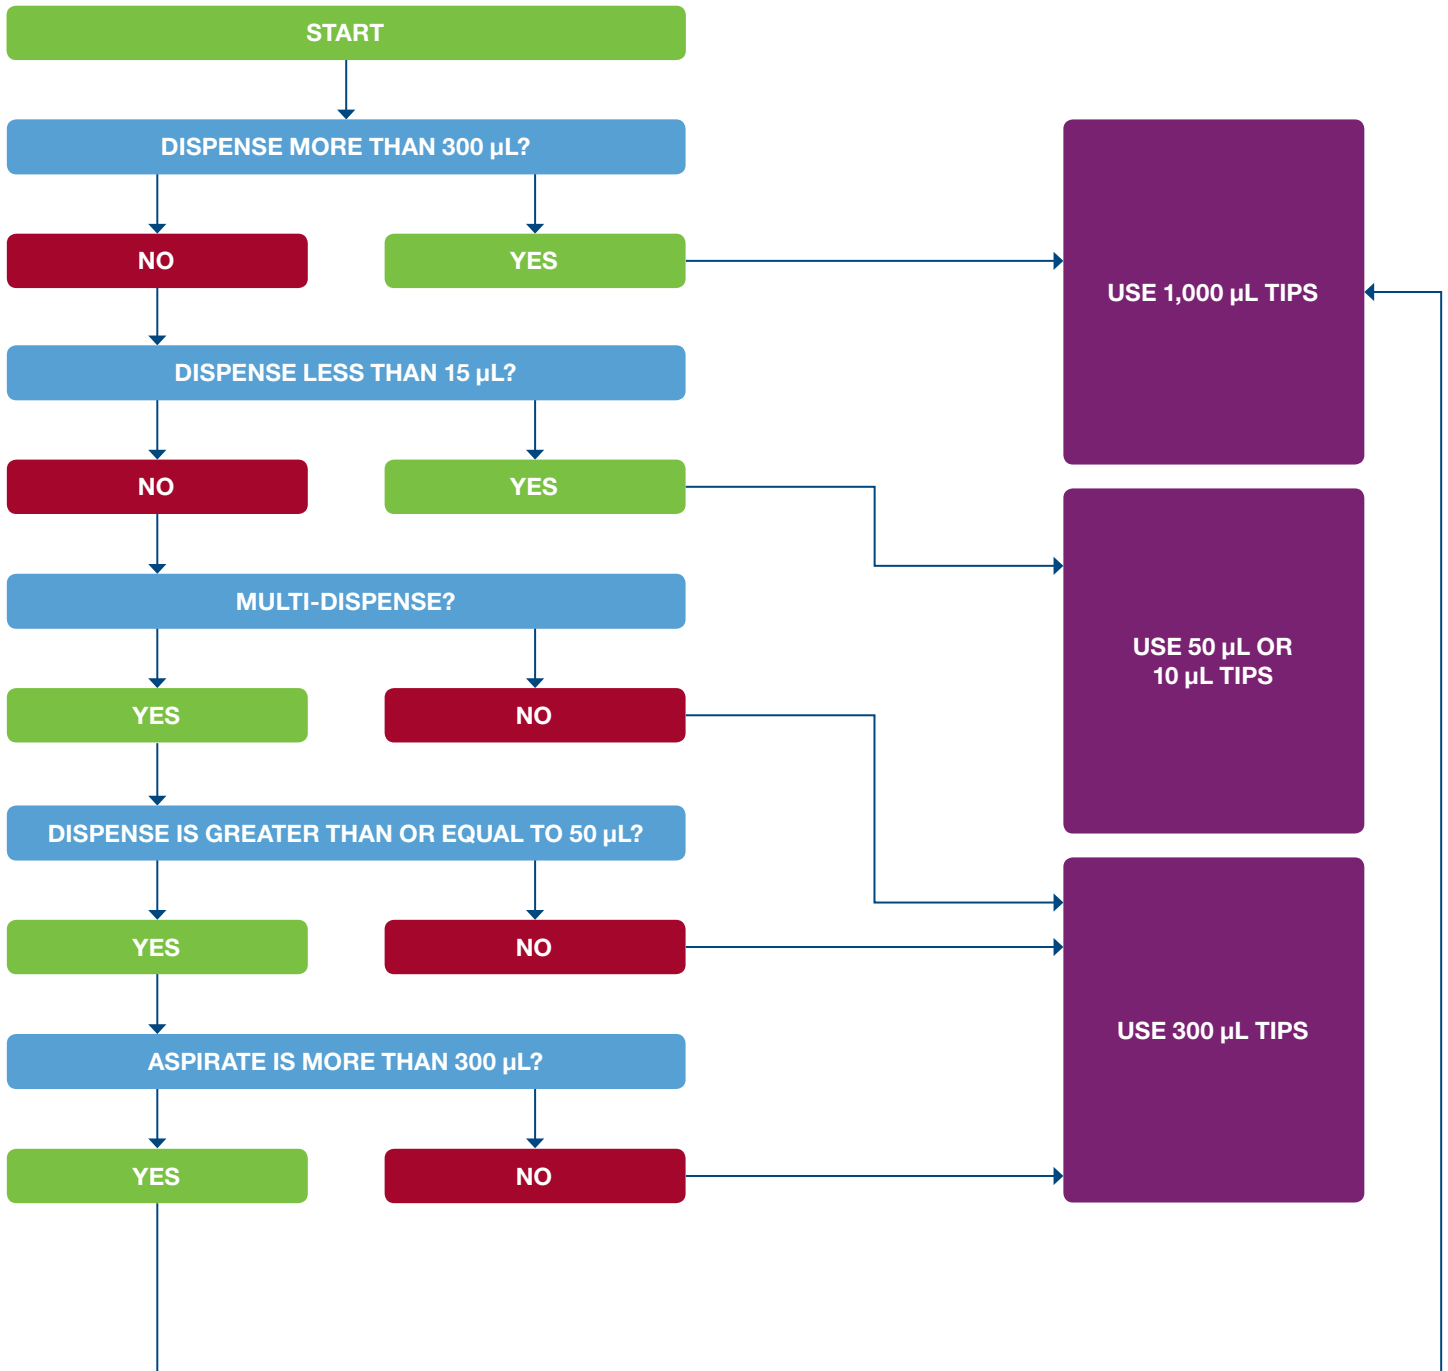 START
DISPENSE MORE THAN 300 µL?
NO
YES
USE 1,000 µL TIPS
DISPENSE LESS THAN 15 µL?
NO
YES
MULTI-DISPENSE?
USE 50 µL OR
10 µL TIPS
YES
NO
DISPENSE IS GREATER THAN OR EQUAL TO 50 µL?
YES
NO
USE 300 µL TIPS
ASPIRATE IS MORE THAN 300 µL?
YES
NO